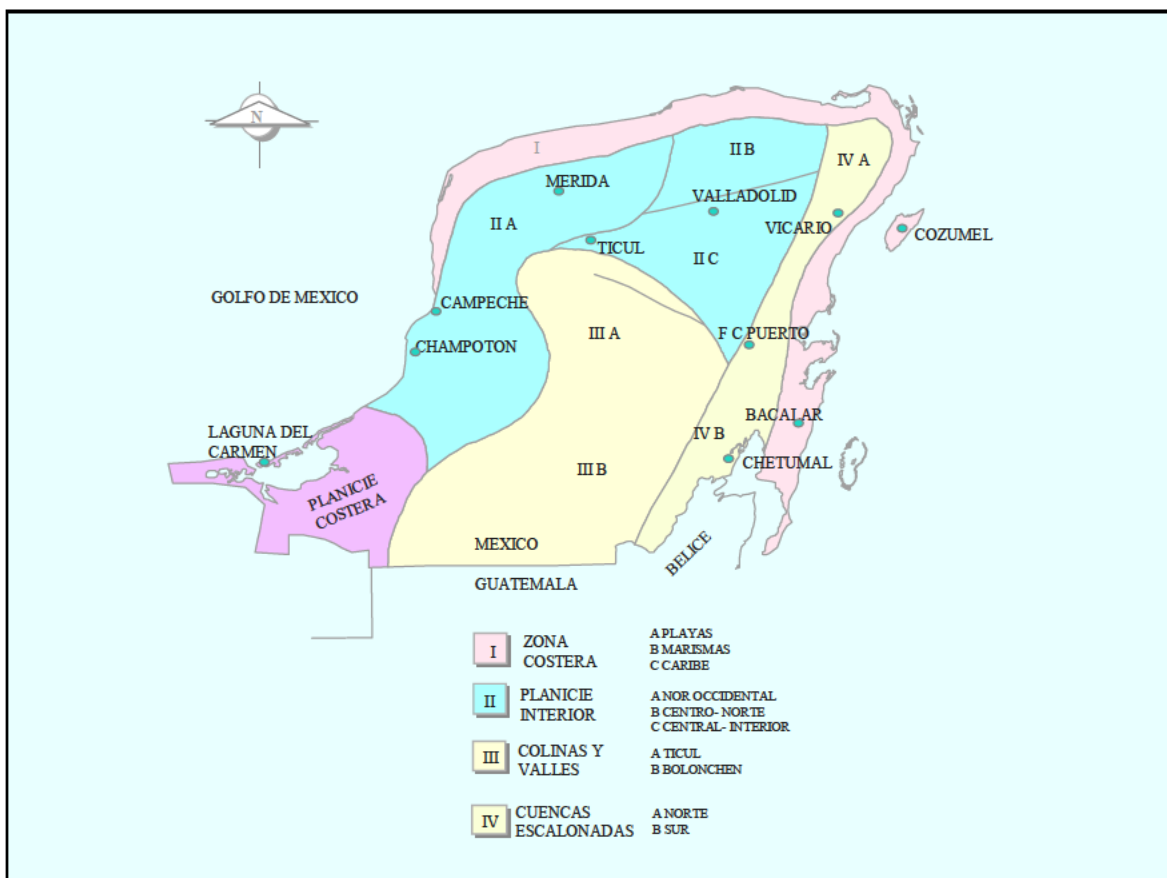 N
I
II B
IV A
MERIDA
VALLADOLID
II A
VICARIO
COZUMEL
TICUL
II C
GOLFO DE MEXICO
CAMPECHE
III A
F C PUERTO
CHAMPOTON
BACALAR
LAGUNA DEL
CARMEN
IV B
CHETUMAL
III B
PLANICIE
COSTERA
MEXICO
BELICE
GUATEMALA
I
ZONA
COSTERA
A PLAYAS
B MARISMAS
C CARIBE
II
PLANICIE
INTERIOR
A NOR OCCIDENTAL
B CENTRO- NORTE
C CENTRAL- INTERIOR
III
COLINAS Y
VALLES
A TICUL
B BOLONCHEN
IV
CUENCAS
ESCALONADAS
A NORTE
B SUR